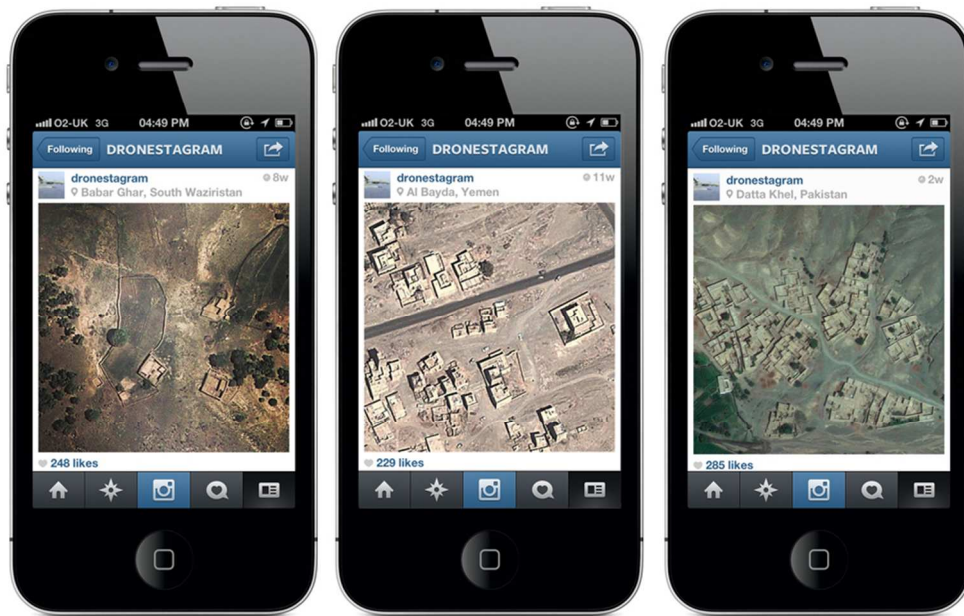 O2-UK 3G 04:49 PM
Following DRONESTAGRAM
dronestagram 8w
Babar Ghar, South Waziristan
248 likes
O2-UK 3G 04:49 PM
Following DRONESTAGRAM
dronestagram 11w
Al Bayda, Yemen
229 likes
O2-UK 3G 04:49 PM
Following DRONESTAGRAM
dronestagram 2w
Datta Khel, Pakistan
285 likes